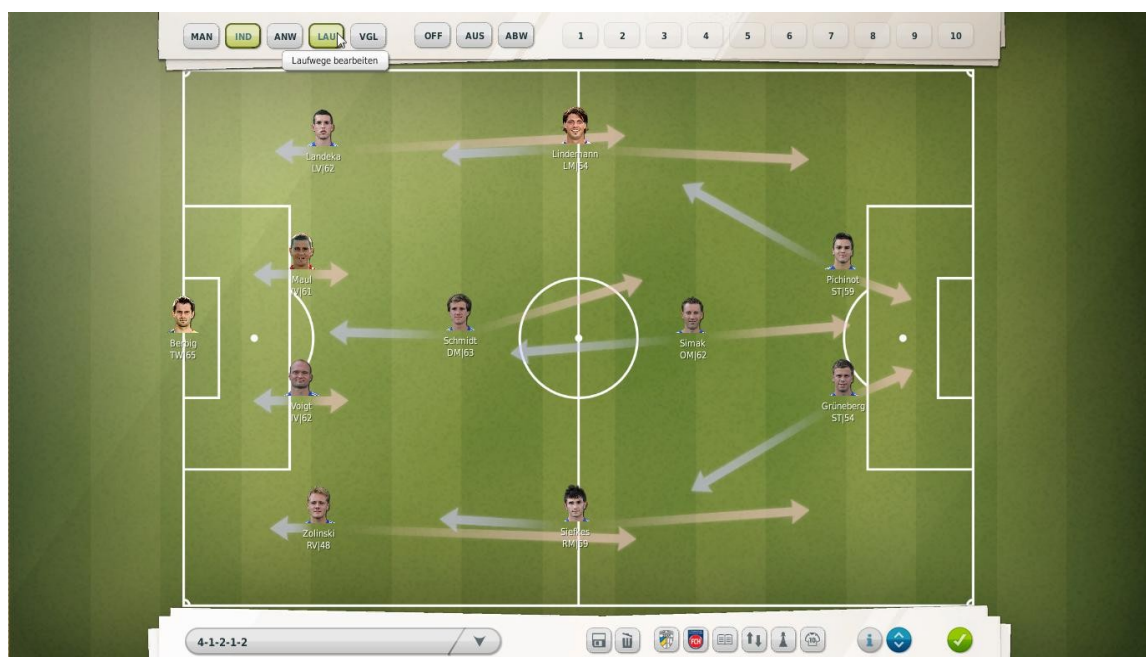 MAN IND ANW LAU VGL OFF AUS ABW 1 2 3 4 5 6 7 8 9 10
Laufwege bearbeiten
Landeka
LV|62
Lindemann
LM|54
Maul
IV|61
Pichinot
ST|59
Berbig
TW|65
Schmidt
DM|63
Simak
OM|62
Voigt
IV|62
Grüneberg
ST|54
Zolinski
RV|48
Siefkes
RM|59
4-1-2-1-2